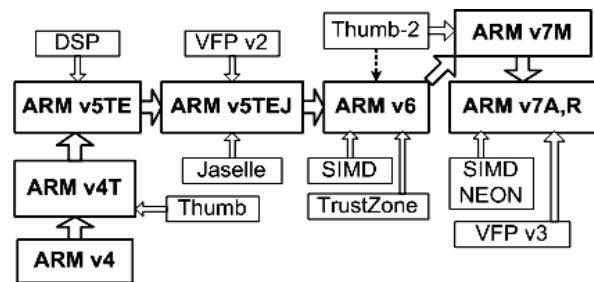 DSP
VFP v2
Thumb-2
ARM v7M
ARM v5TE
ARM v5TEJ
ARM v6
ARM v7A,R
ARM v4T
Jaselle
SIMD
SIMD
NEON
Thumb
TrustZone
VFP v3
ARM v4